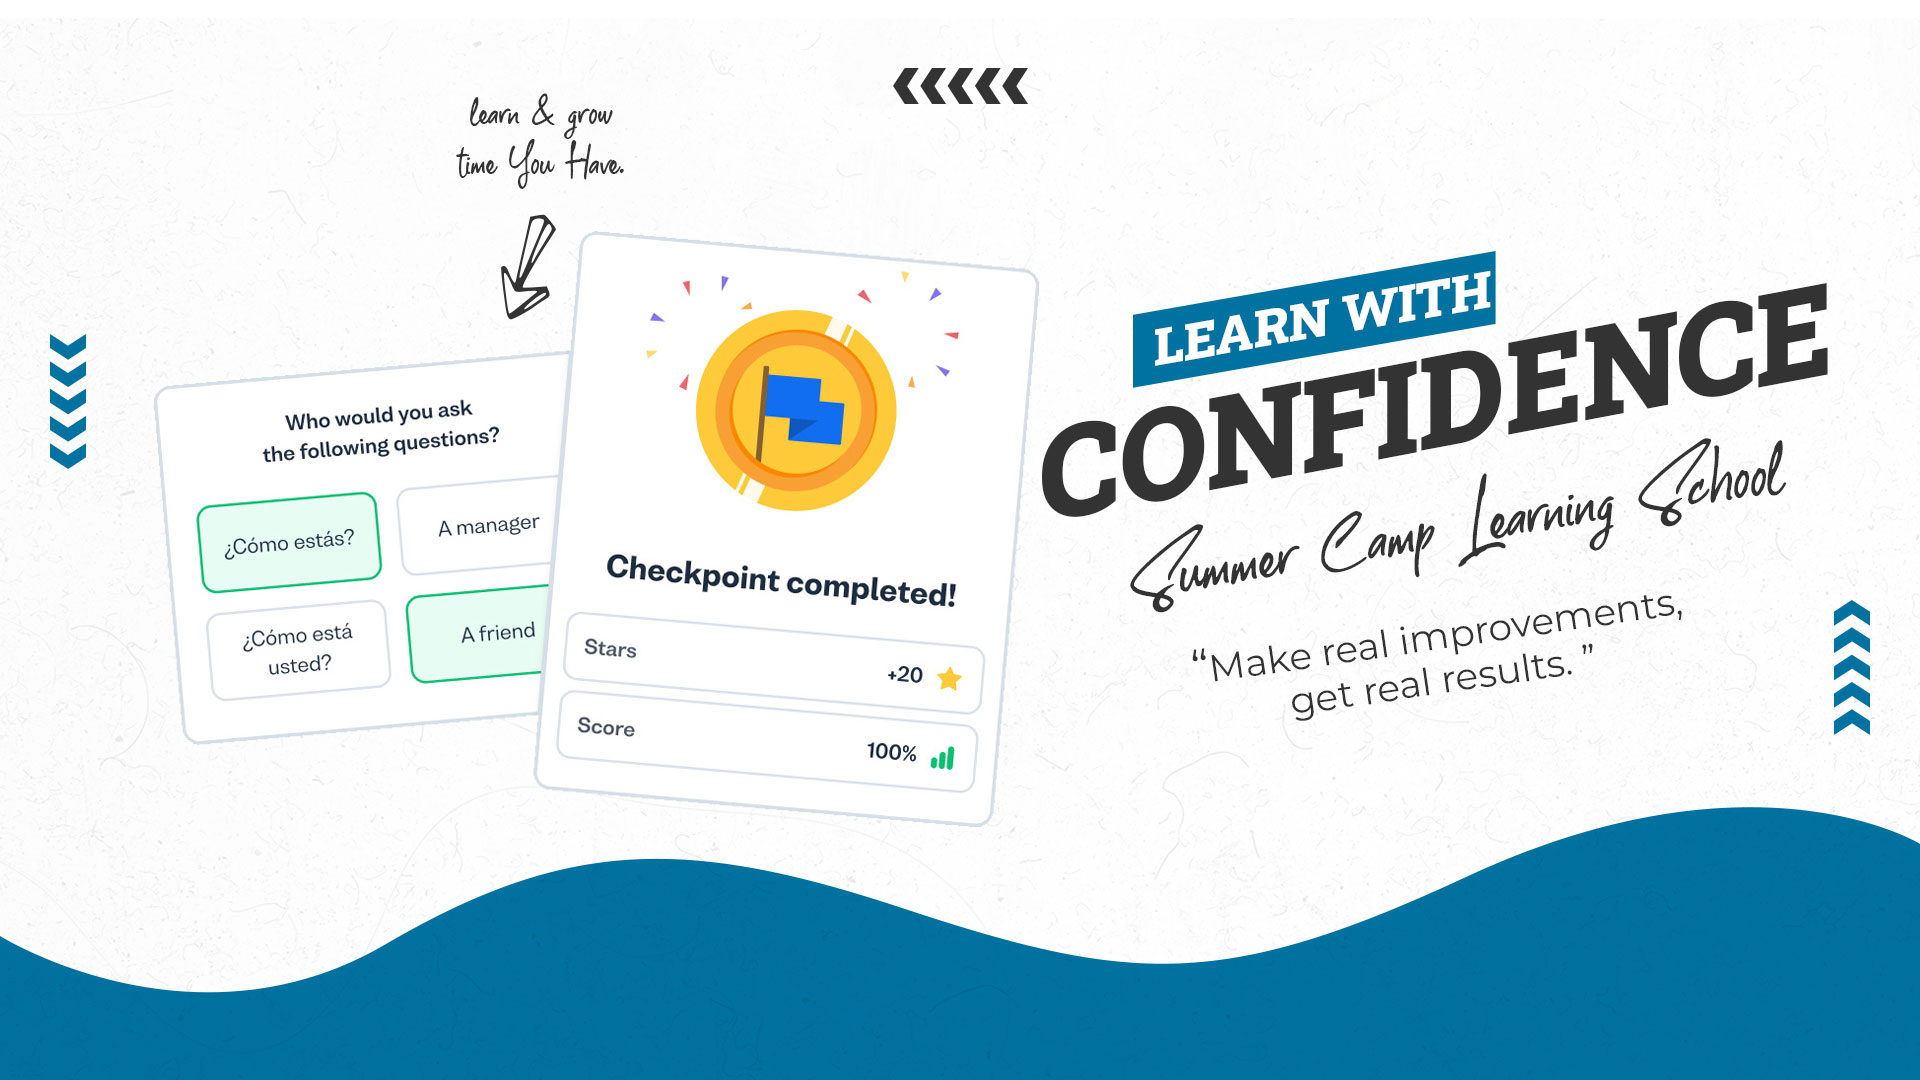 learn & grow
time You Have.
Who would you ask
the following questions?
¿Cómo estás?
A manager
¿Cómo está
usted?
A friend
Checkpoint completed!
Stars
+20
Score
100%
LEARN WITH
CONFIDENCE
Summer Camp Learning School
“Make real improvements,
get real results. ”